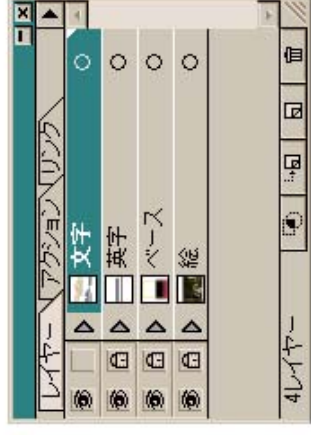 レイヤー アクション リンク
文字
英字
ベース
絵
4レイヤー